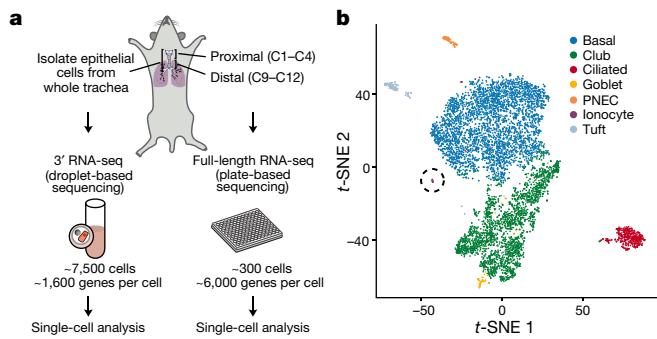 a
Isolate epithelial
cells from
whole trachea
Proximal (C1–C4)
Distal (C9–C12)
3′ RNA-seq
(droplet-based
sequencing)
~7,500 cells
~1,600 genes per cell
Single-cell analysis
Full-length RNA-seq
(plate-based
sequencing)
~300 cells
~6,000 genes per cell
Single-cell analysis
b
Basal
Club
Ciliated
Goblet
PNEC
Ionocyte
Tuft
t-SNE 2
40
0
−40
−50
0
50
t-SNE 1